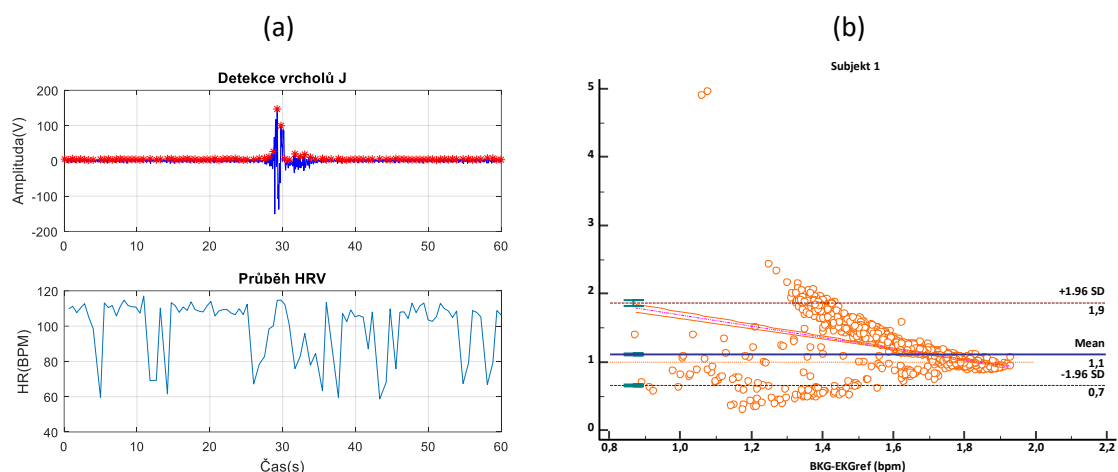 (a)
Detekce vrcholů J
Amplituda(V)
200
100
0
-100
-200
0 10 20 30 40 50 60
Průběh HRV
HR(BPM)
120
100
80
60
40
0 10 20 30 40 50 60
Čas(s)
(b)
Subjekt 1
5
4
3
2
1
0
+1.96 SD
1,9
Mean
1,1
-1.96 SD
0,7
0,8 1,0 1,2 1,4 1,6 1,8 2,0 2,2
BKG-EKGref (bpm)